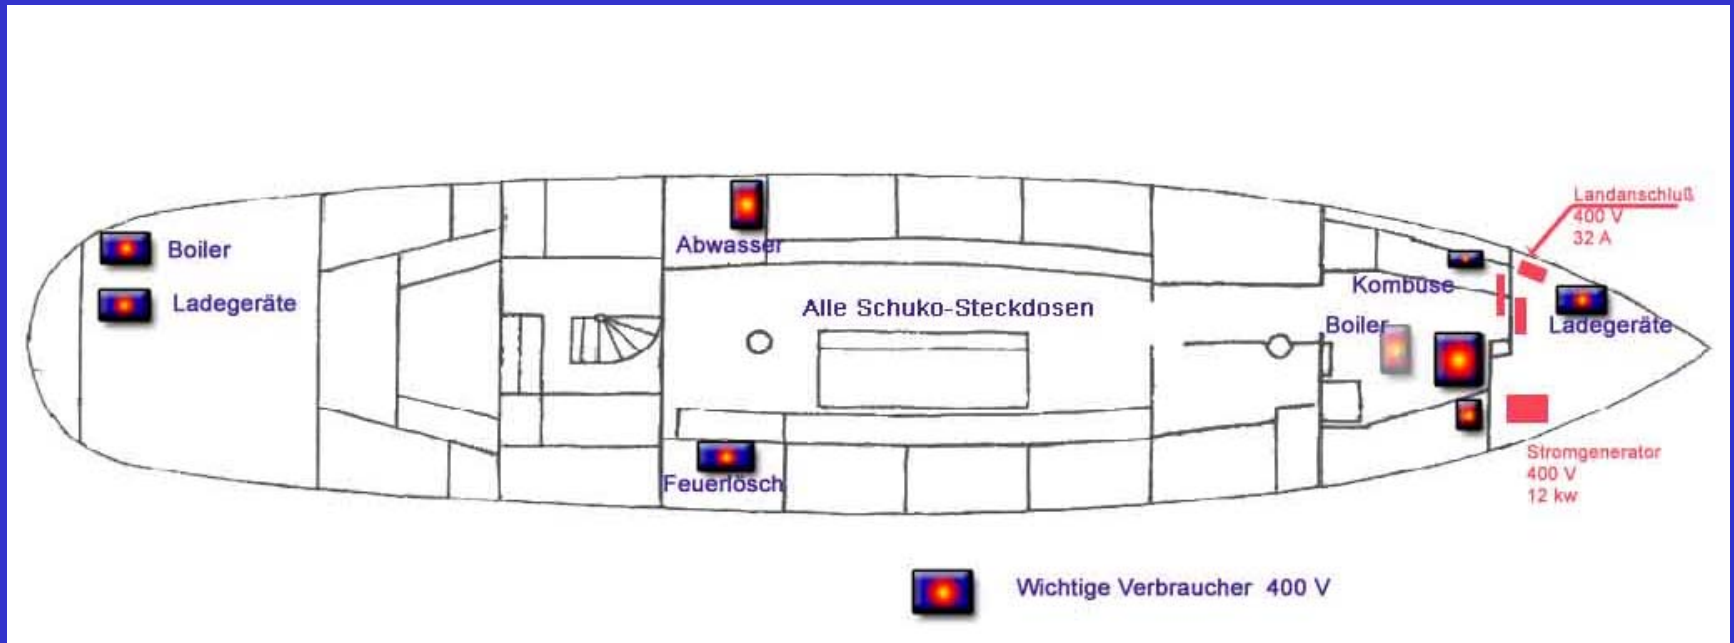 Landanschluß
400 V
32 A
Boiler
Abwasser
Kombüse
Ladegeräte
Alle Schuko-Steckdosen
Boiler
Ladegeräte
Stromgenerator
400 V
12 kw
Feuerlösch
Wichtige Verbraucher 400 V